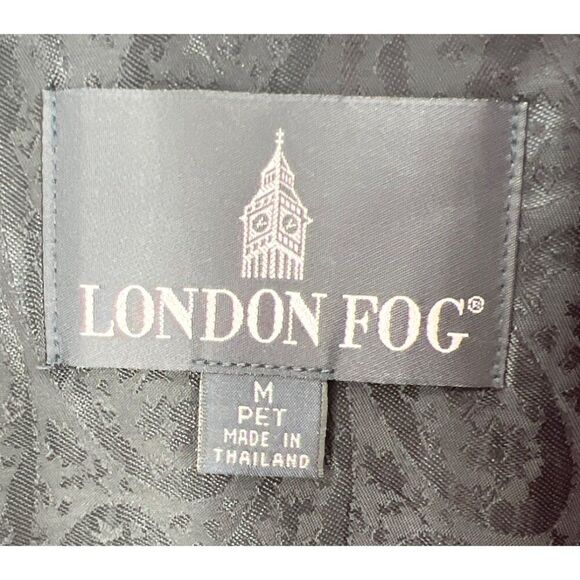 LONDON FOG®
M
PET
MADE IN
THAILAND